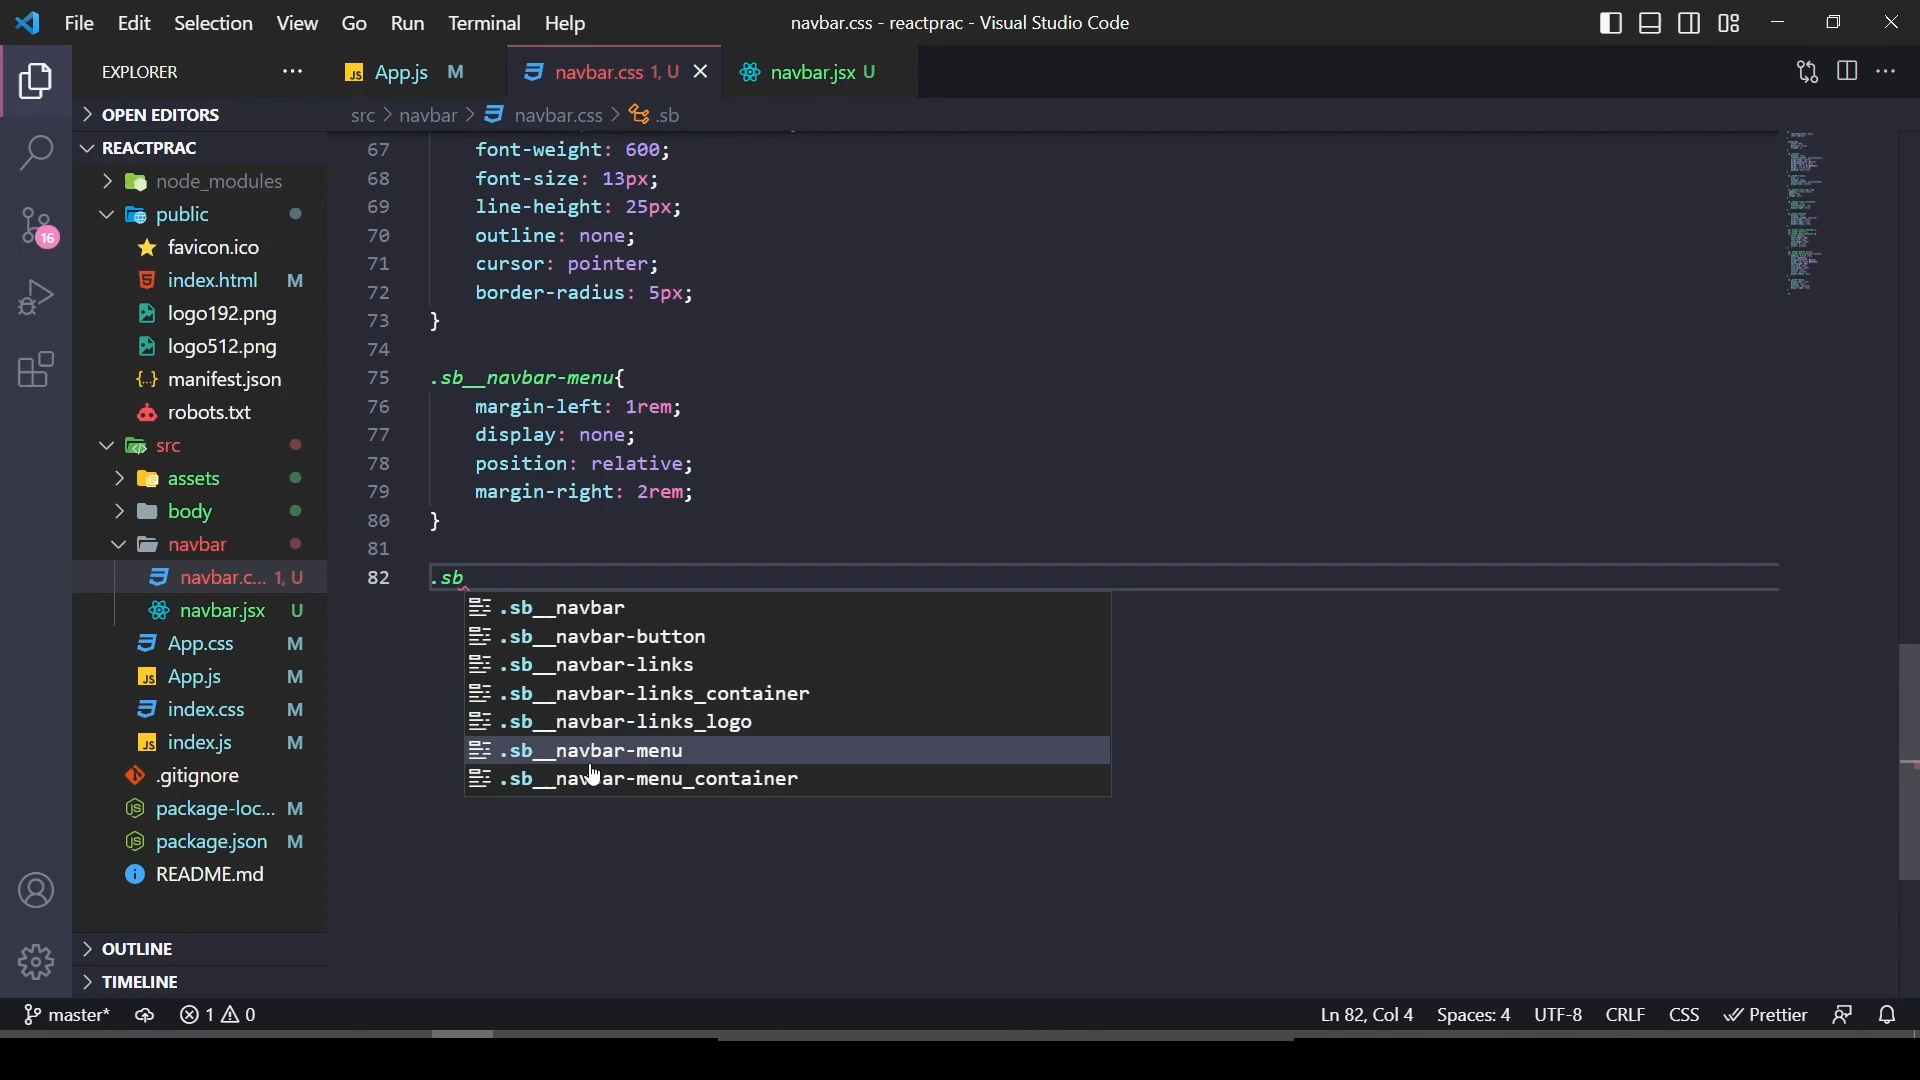 File Edit Selection View Go Run Terminal Help
navbar.css - reactprac - Visual Studio Code
EXPLORER
JS App.js M
navbar.css 1, U
navbar.jsx U
OPEN EDITORS
REACTPRAC
src > navbar > navbar.css > .sb
node_modules
public
favicon.ico
index.html M
logo192.png
logo512.png
manifest.json
robots.txt
src
assets
body
navbar
navbar.c... 1, U
navbar.jsx U
App.css M
JS App.js M
index.css M
JS index.js M
.gitignore
package-loc... M
package.json M
README.md
OUTLINE
TIMELINE
16
67 font-weight: 600;
68 font-size: 13px;
69 line-height: 25px;
70 outline: none;
71 cursor: pointer;
72 border-radius: 5px;
73 }
74
75 .sb__navbar-menu{
76 margin-left: 1rem;
77 display: none;
78 position: relative;
79 margin-right: 2rem;
80 }
81
82 .sb
.sb__navbar
.sb__navbar-button
.sb__navbar-links
.sb__navbar-links_container
.sb__navbar-links_logo
.sb__navbar-menu
.sb__navbar-menu_container
master* 1 0
Ln 82, Col 4 Spaces: 4 UTF-8 CRLF CSS Prettier